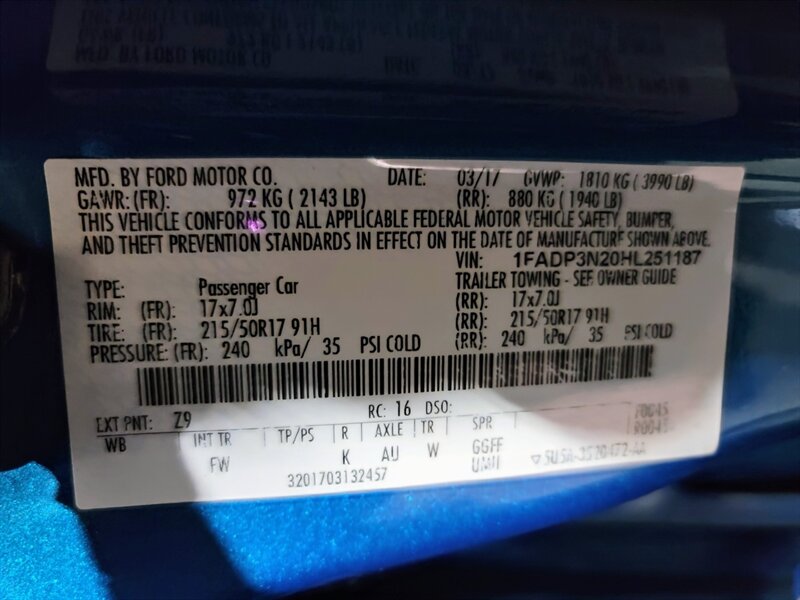 MFD. BY FORD MOTOR CO. DATE: 03/17 GVWP: 1810 KG ( 3990 LB)
GAWR: (FR): 972 KG ( 2143 LB) (RR): 880 KG ( 1940 LB)
THIS VEHICLE CONFORMS TO ALL APPLICABLE FEDERAL MOTOR VEHICLE SAFETY, BUMPER,
AND THEFT PREVENTION STANDARDS IN EFFECT ON THE DATE OF MANUFACTURE SHOWN ABOVE.
VIN: 1FADP3N20HL251187
TYPE: Passenger Car TRAILER TOWING - SEE OWNER GUIDE
RIM: (FR): 17x7.0J (RR): 17x7.0J
TIRE: (FR): 215/50R17 91H (RR): 215/50R17 91H
PRESSURE: (FR): 240 kPa/ 35 PSI COLD (RR): 240 kPa/ 35 PSI COLD
EXT PNT: Z9 RC: 16 DSO:
WB INT TR TP/PS R AXLE TR SPR
FW K AU W GGFF
3201703132457